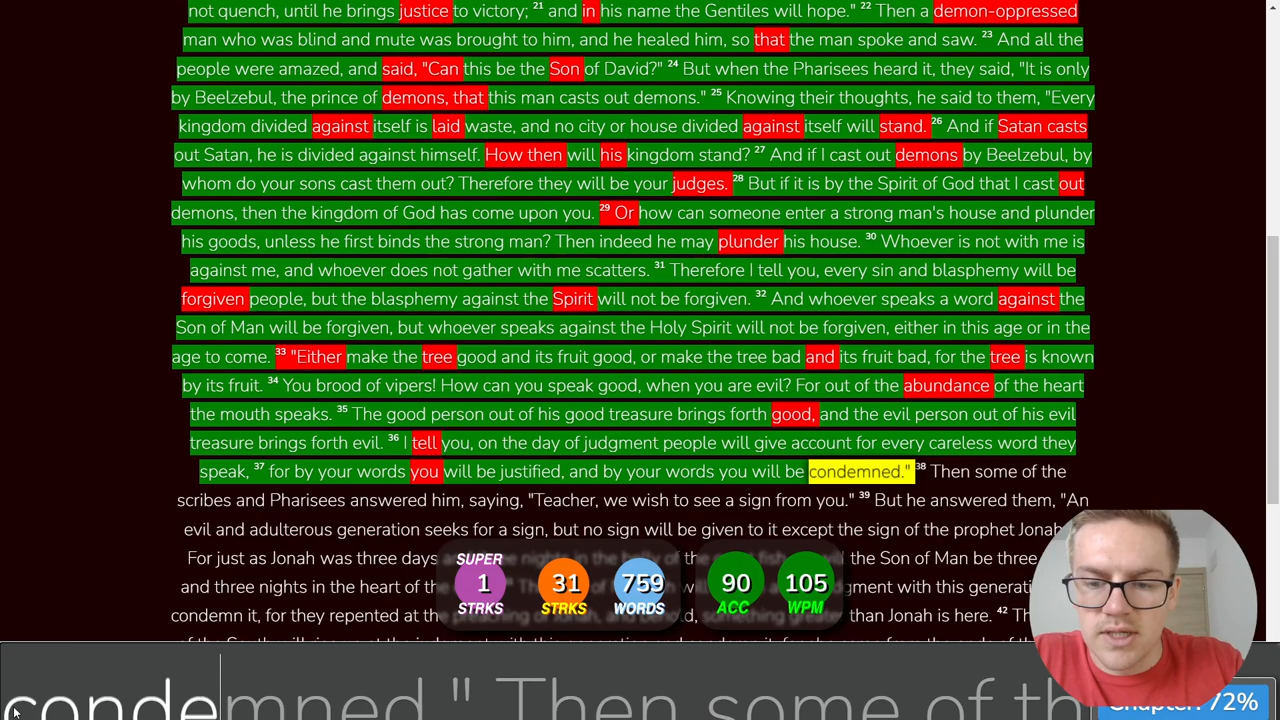 not quench, until he brings justice to victory; 21 and in his name the Gentiles will hope." 22 Then a demon-oppressed
man who was blind and mute was brought to him, and he healed him, so that the man spoke and saw. 23 And all the
people were amazed, and said, "Can this be the Son of David?" 24 But when the Pharisees heard it, they said, "It is only
by Beelzebul, the prince of demons, that this man casts out demons." 25 Knowing their thoughts, he said to them, "Every
kingdom divided against itself is laid waste, and no city or house divided against itself will stand. 26 And if Satan casts
out Satan, he is divided against himself. How then will his kingdom stand? 27 And if I cast out demons by Beelzebul, by
whom do your sons cast them out? Therefore they will be your judges. 28 But if it is by the Spirit of God that I cast out
demons, then the kingdom of God has come upon you. 29 Or how can someone enter a strong man's house and plunder
his goods, unless he first binds the strong man? Then indeed he may plunder his house. 30 Whoever is not with me is
against me, and whoever does not gather with me scatters. 31 Therefore I tell you, every sin and blasphemy will be
forgiven people, but the blasphemy against the Spirit will not be forgiven. 32 And whoever speaks a word against the
Son of Man will be forgiven, but whoever speaks against the Holy Spirit will not be forgiven, either in this age or in the
age to come. 33 "Either make the tree good and its fruit good, or make the tree bad and its fruit bad, for the tree is known
by its fruit. 34 You brood of vipers! How can you speak good, when you are evil? For out of the abundance of the heart
the mouth speaks. 35 The good person out of his good treasure brings forth good, and the evil person out of his evil
treasure brings forth evil. 36 I tell you, on the day of judgment people will give account for every careless word they
speak, 37 for by your words you will be justified, and by your words you will be condemned." 38 Then some of the
scribes and Pharisees answered him, saying, "Teacher, we wish to see a sign from you." 39 But he answered them, "An
evil and adulterous generation seeks for a sign, but no sign will be given to it except the sign of the prophet Jonah
For just as Jonah was three days and three nights in the belly of the great fish the Son of Man be three
and three nights in the heart of the with this
condemn it, for they repented at the than Jonah is here. 42
SUPER 1 STRKS
31 STRKS
759 WORDS
90 ACC
105 WPM
condemned." Then some of th
Chapter: 72%